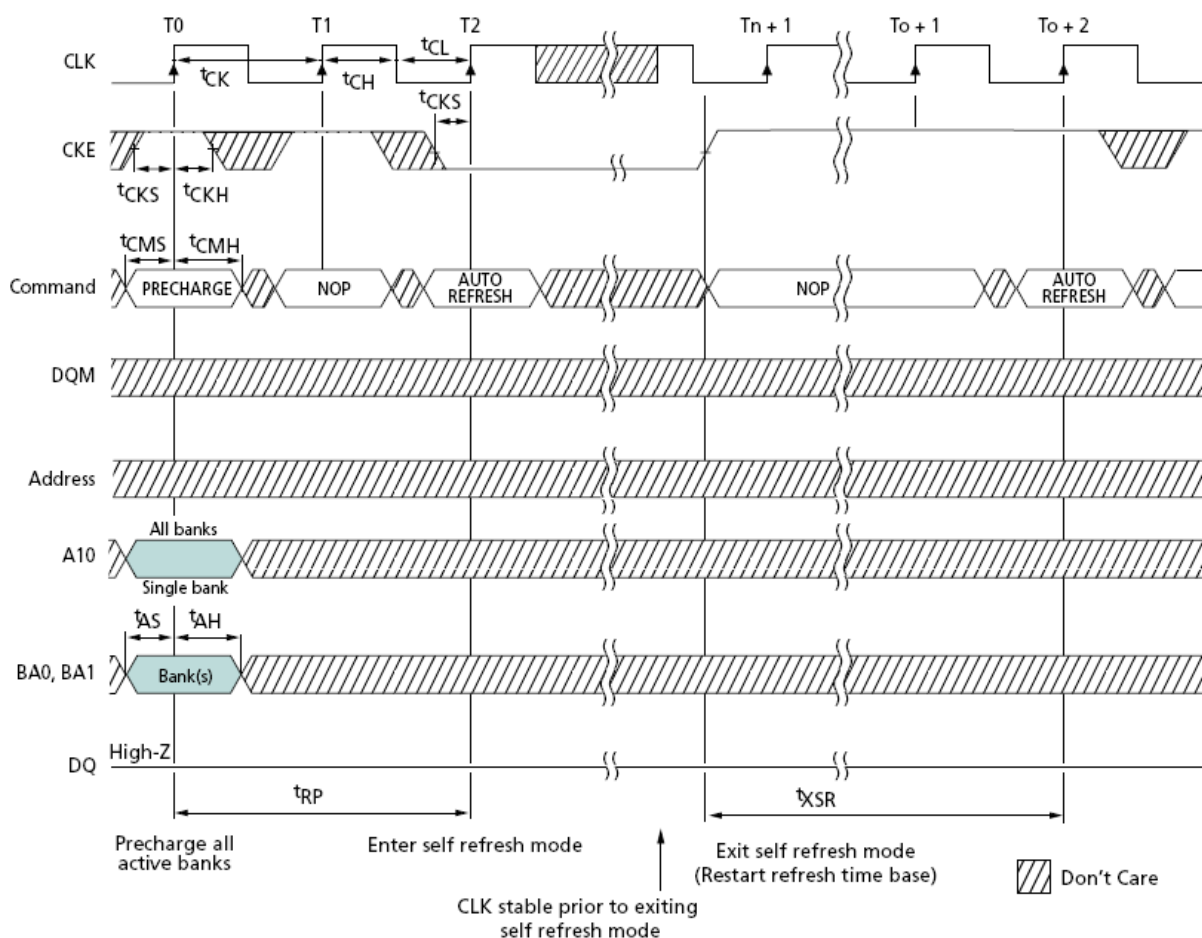 T0 T1 T2 Tn + 1 To + 1 To + 2
CLK
tCK tCH tCL
tCKS
CKE
tCKS tCKH
tCMS tCMH
Command PRECHARGE NOP AUTO REFRESH NOP AUTO REFRESH
DQM
Address
All banks
A10
Single bank
tAS tAH
BA0, BA1 Bank(s)
High-Z
DQ
tRP tXSR
Precharge all
active banks
Enter self refresh mode
Exit self refresh mode
(Restart refresh time base)
Don't Care
CLK stable prior to exiting
self refresh mode